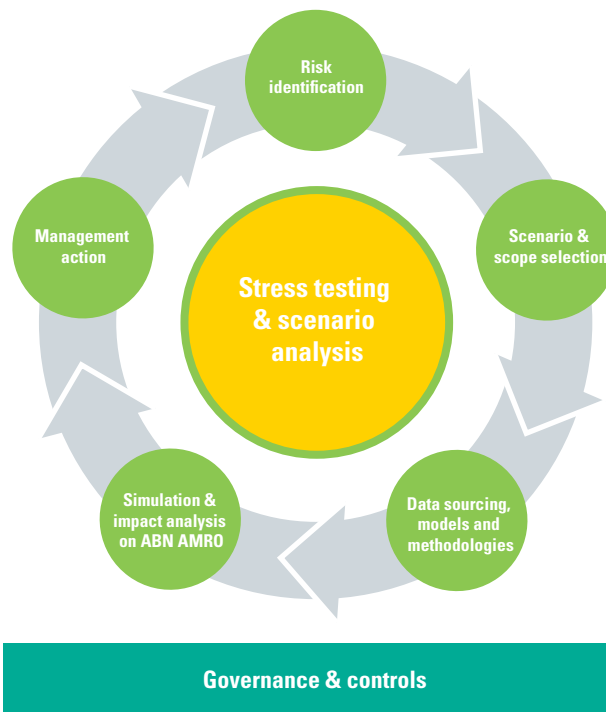 Risk
identification
Scenario &
scope selection
Data sourcing,
models and
methodologies
Simulation &
impact analysis
on ABN AMRO
Management
action
Stress testing
& scenario
analysis
Governance & controls